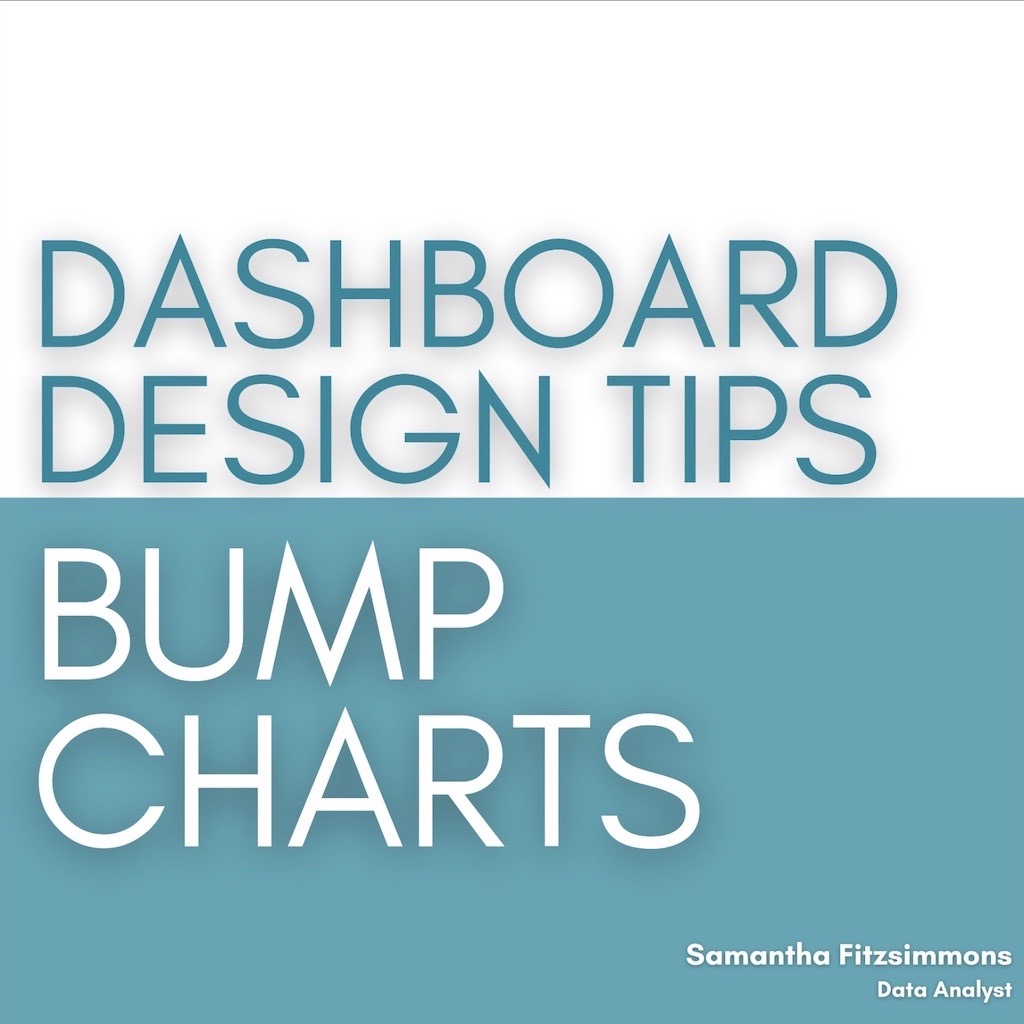 DASHBOARD
DESIGN TIPS
BUMP
CHARTS
Samantha Fitzsimmons
Data Analyst